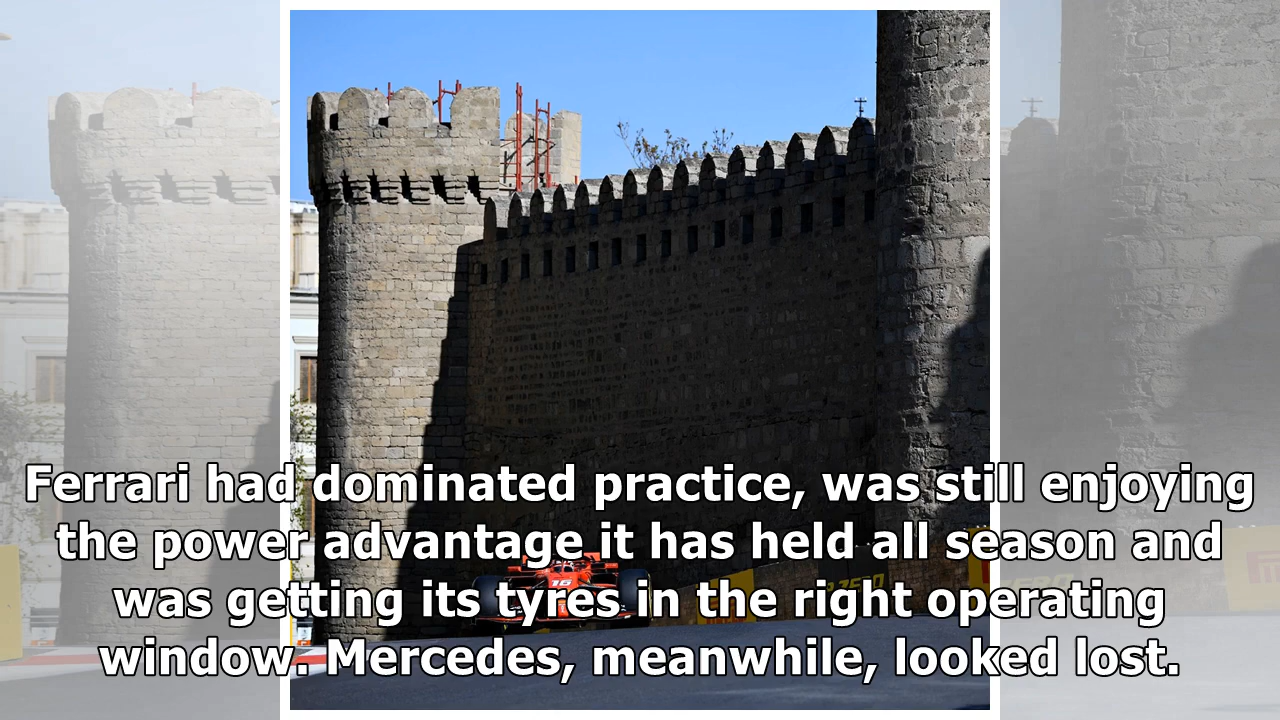 Ferrari had dominated practice, was still enjoying
the power advantage it has held all season and
was getting its tyres in the right operating
window. Mercedes, meanwhile, looked lost.
16